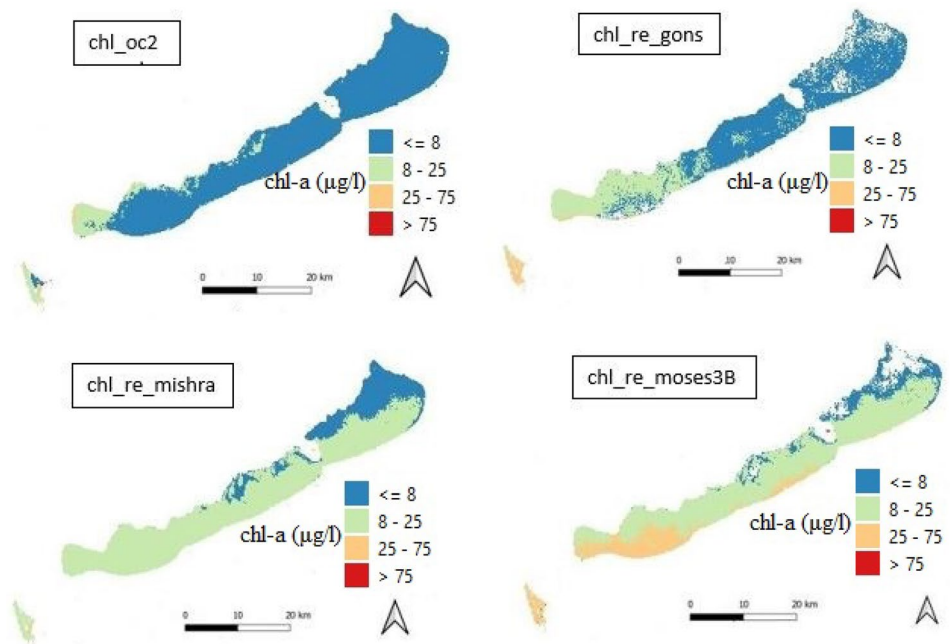 chl_oc2
.
<= 8
8 - 25
chl-a (µg/l)
25 - 75
> 75
0 10 20 km
chl_re_gons
<= 8
8 - 25
chl-a (µg/l)
25 - 75
> 75
0 10 20 km
chl_re_mishra
<= 8
8 - 25
chl-a (µg/l)
25 - 75
> 75
0 10 20 km
chl_re_moses3B
<= 8
8 - 25
chl-a (µg/l)
25 - 75
> 75
0 10 20 km